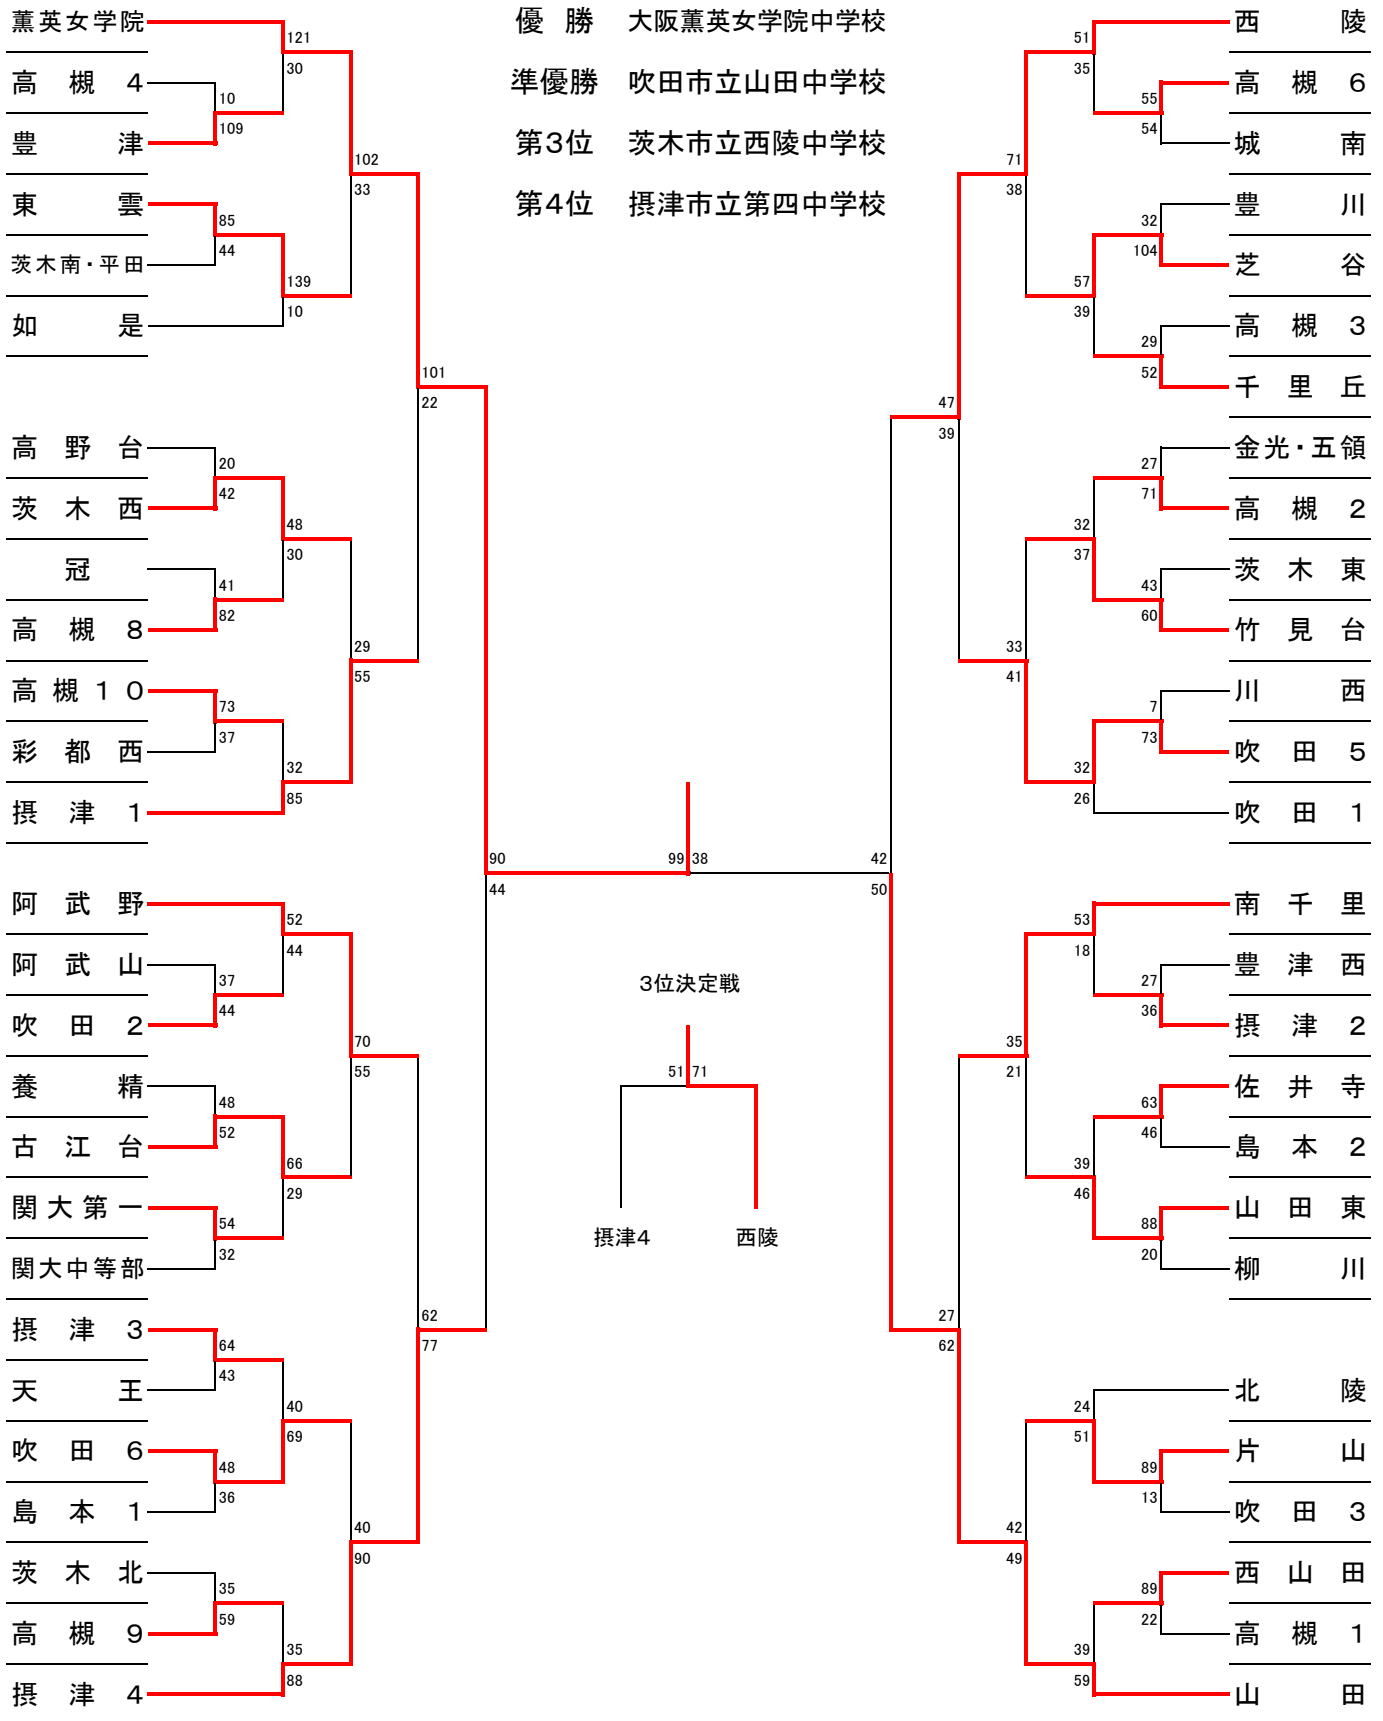 優勝 大阪薫英女学院中学校
準優勝 吹田市立山田中学校
第3位 茨木市立西陵中学校
第4位 摂津市立第四中学校
薫英女学院
121
30
高槻4
10
109
豊津
102
33
東雲
85
44
茨木南・平田
139
10
如是
101
22
高野台
20
42
茨木西
48
30
冠
41
82
高槻8
29
55
高槻10
73
37
彩都西
32
85
摂津1
90
44
阿武野
52
44
阿武山
37
44
吹田2
70
55
養精
48
52
古江台
66
29
関大第一
54
32
関大中等部
62
77
摂津3
64
43
天王
40
69
吹田6
48
36
島本1
40
90
茨木北
35
59
高槻9
35
88
摂津4
99 38
3位決定戦
51 71
摂津4 西陵
西陵
51
35
高槻6
55
54
城南
71
38
豊川
32
104
芝谷
57
39
高槻3
29
52
千里丘
47
39
金光・五領
27
71
高槻2
32
37
茨木東
43
60
竹見台
33
41
川西
7
73
吹田5
32
26
吹田1
42
50
南千里
53
18
豊津西
27
36
摂津2
35
21
佐井寺
63
46
島本2
39
46
山田東
88
20
柳川
27
62
北陵
24
51
片山
89
13
吹田3
42
49
西山田
89
22
高槻1
39
59
山田